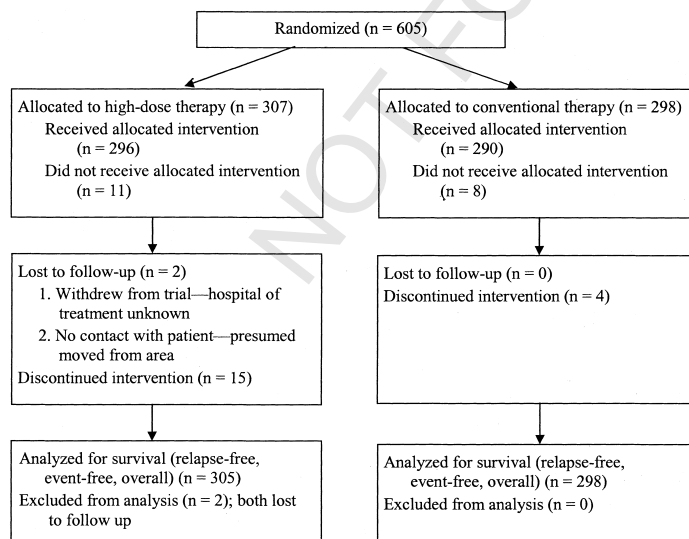 Randomized (n = 605)
Allocated to high-dose therapy (n = 307)
Received allocated intervention
(n = 296)
Did not receive allocated intervention
(n = 11)
Allocated to conventional therapy (n = 298)
Received allocated intervention
(n = 290)
Did not receive allocated intervention
(n = 8)
Lost to follow-up (n = 2)
1. Withdrew from trial—hospital of
treatment unknown
2. No contact with patient—presumed
moved from area
Discontinued intervention (n = 15)
Lost to follow-up (n = 0)
Discontinued intervention (n = 4)
Analyzed for survival (relapse-free,
event-free, overall) (n = 305)
Excluded from analysis (n = 2); both lost
to follow up
Analyzed for survival (relapse-free,
event-free, overall) (n = 298)
Excluded from analysis (n = 0)
NOT